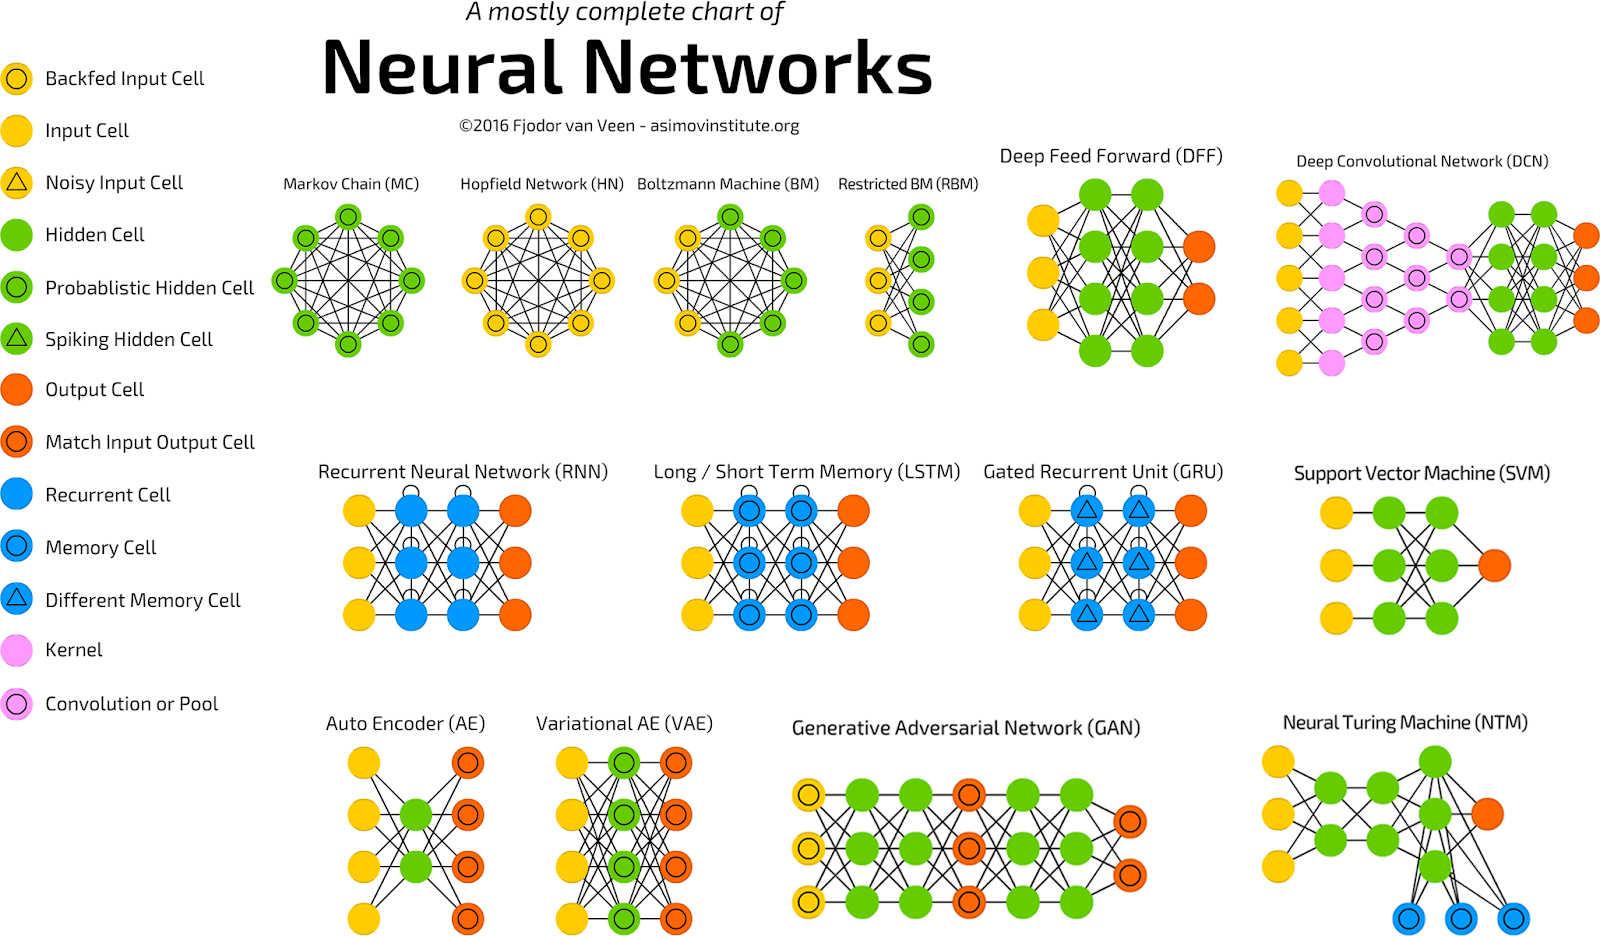 A mostly complete chart of
Neural Networks
©2016 Fjodor van Veen - asimovinstitute.org
Backfed Input Cell
Input Cell
Noisy Input Cell
Hidden Cell
Probablistic Hidden Cell
Spiking Hidden Cell
Output Cell
Match Input Output Cell
Recurrent Cell
Memory Cell
Different Memory Cell
Kernel
Convolution or Pool
Markov Chain (MC)
Hopfield Network (HN)
Boltzmann Machine (BM)
Restricted BM (RBM)
Deep Feed Forward (DFF)
Deep Convolutional Network (DCN)
Recurrent Neural Network (RNN)
Long / Short Term Memory (LSTM)
Gated Recurrent Unit (GRU)
Support Vector Machine (SVM)
Auto Encoder (AE)
Variational AE (VAE)
Generative Adversarial Network (GAN)
Neural Turing Machine (NTM)